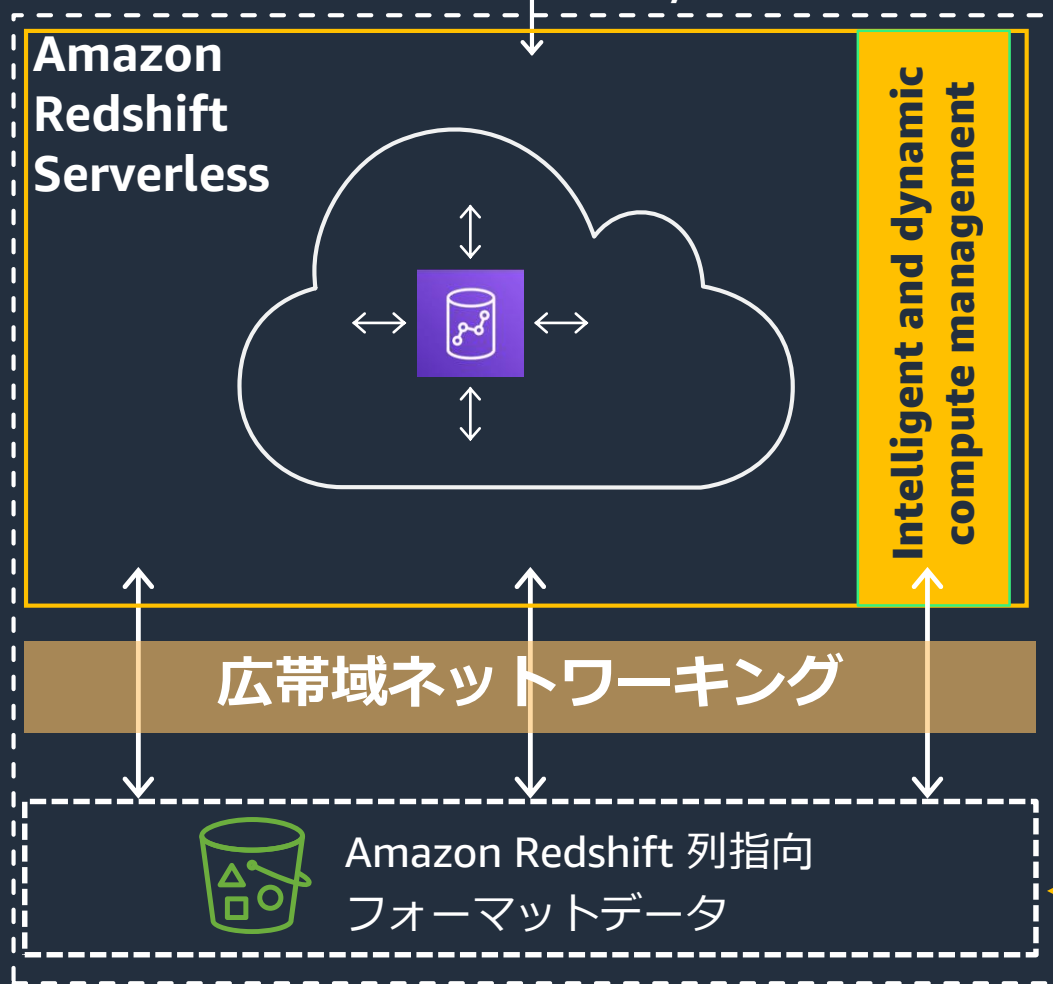 Amazon
Redshift
Serverless
Intelligent and dynamic
compute management
広帯域ネットワーキング
Amazon Redshift 列指向
フォーマットデータ